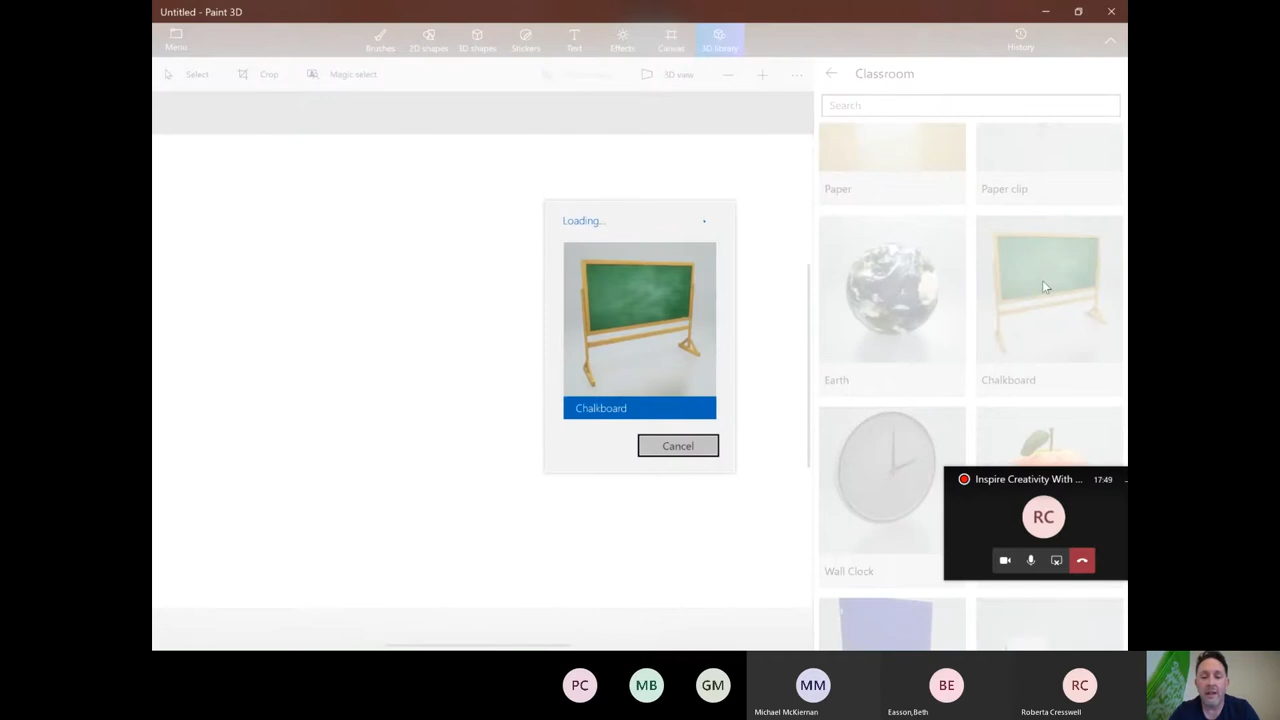 Untitled - Paint 3D
Menu
Brushes
2D shapes
3D shapes
Stickers
Text
Effects
Canvas
3D library
History
Select
Crop
Magic select
3D view
Classroom
Search
Paper
Paper clip
Loading...
Chalkboard
Cancel
Earth
Chalkboard
Wall Clock
Inspire Creativity With ...
17:49
RC
PC
MB
GM
MM
BE
RC
Michael McKiernan
Easson,Beth
Roberta Cresswell